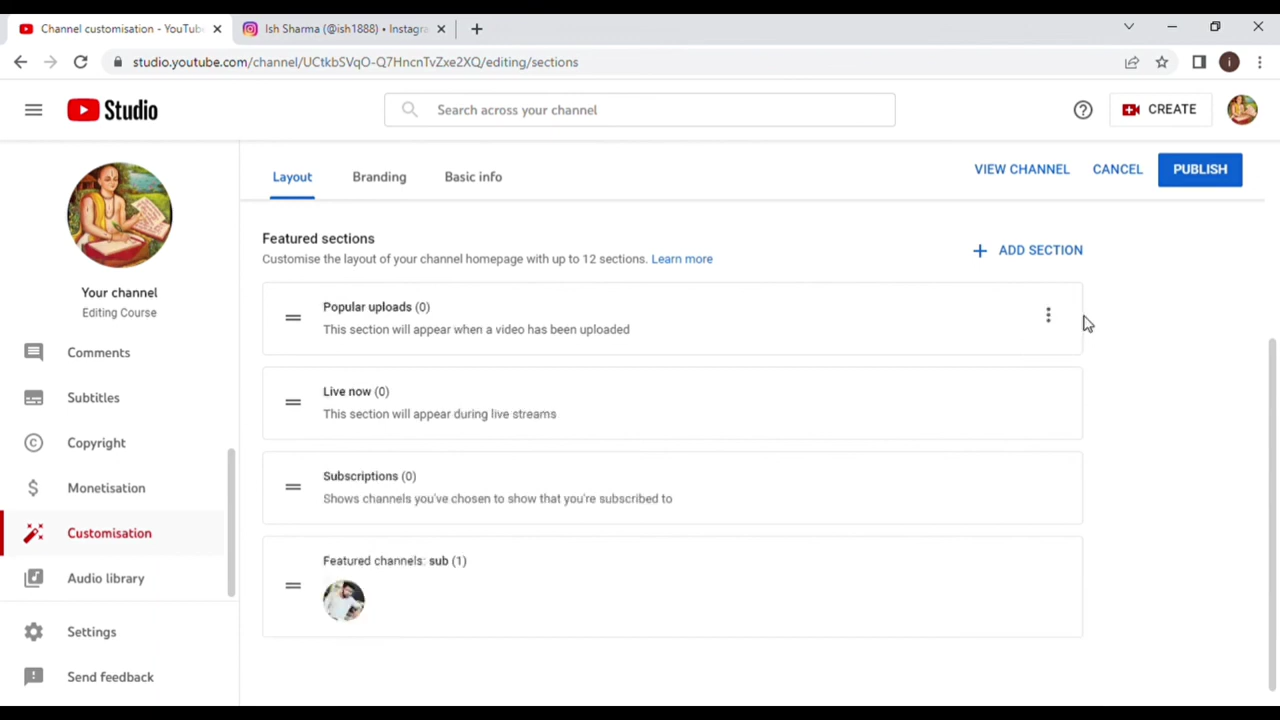 Channel customisation - YouTube
Ish Sharma (@ish1888) • Instagra
studio.youtube.com/channel/UCtkbSVqO-Q7HncnTvZxe2XQ/editing/sections
i
Studio
Search across your channel
CREATE
Layout
Branding
Basic info
VIEW CHANNEL
CANCEL
PUBLISH
Your channel
Editing Course
Comments
Subtitles
Copyright
Monetisation
Customisation
Audio library
Settings
Send feedback
Featured sections
Customise the layout of your channel homepage with up to 12 sections. Learn more
ADD SECTION
Popular uploads (0)
This section will appear when a video has been uploaded
Live now (0)
This section will appear during live streams
Subscriptions (0)
Shows channels you've chosen to show that you're subscribed to
Featured channels: sub (1)